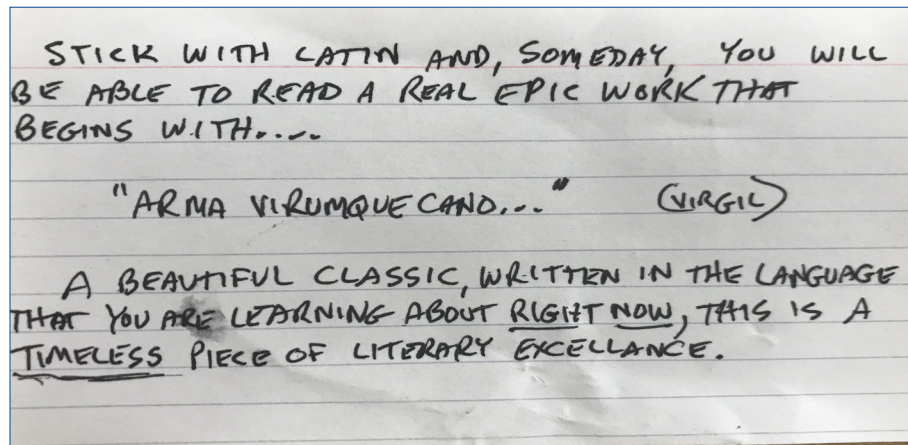 STICK WITH LATIN AND, SOMEDAY, YOU WILL
BE ABLE TO READ A REAL EPIC WORK THAT
BEGINS WITH.....
"ARMA VIRUMQUE CANO..." (VIRGIL)
A BEAUTIFUL CLASSIC, WRITTEN IN THE LANGUAGE
THAT YOU ARE LEARNING ABOUT RIGHT NOW, THIS IS A
TIMELESS PIECE OF LITERARY EXCELLANCE.